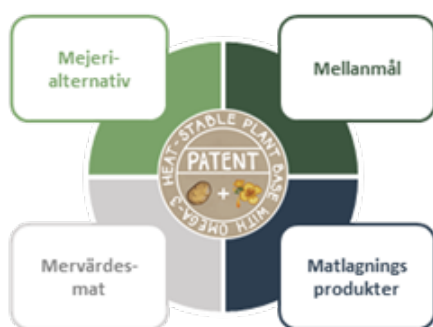 Mejeri-
alternativ
Mellanmål
HEAT-STABLE PLANT BASE WITH OMEGA-3
PATENT
+
Mervärdes-
mat
Matlagnings
produkter